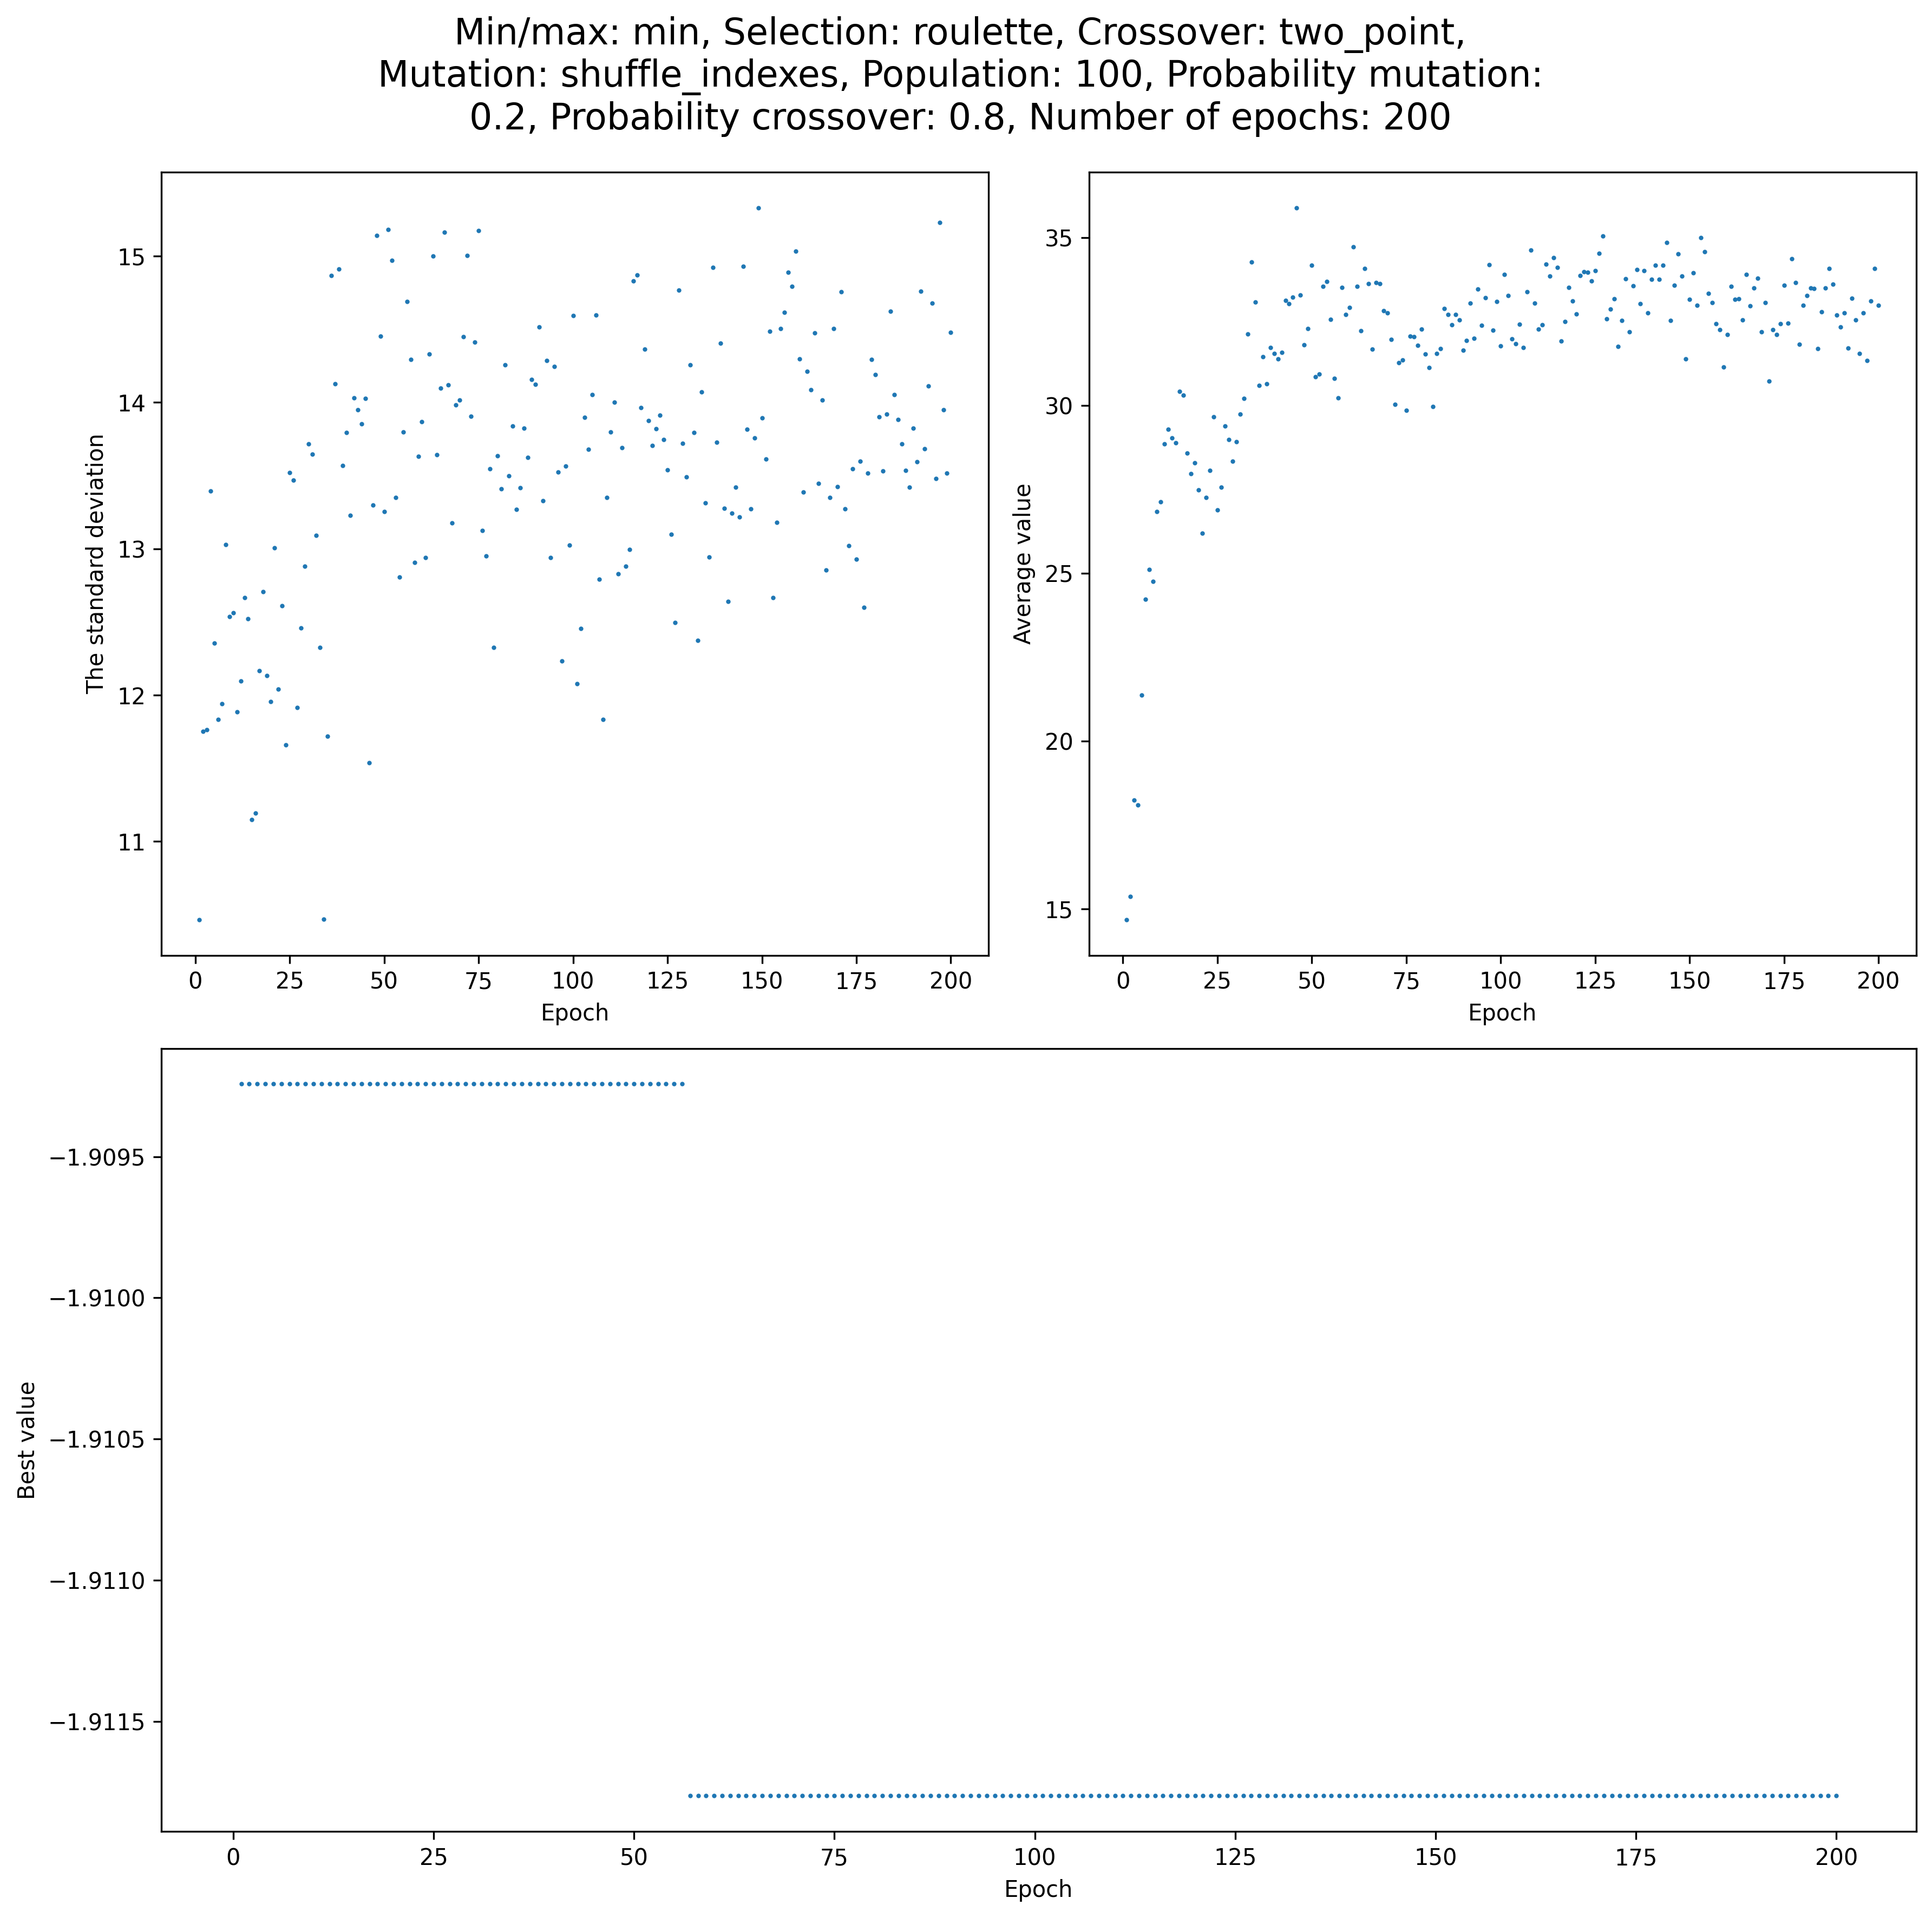 Min/max: min, Selection: roulette, Crossover: two_point,
Mutation: shuffle_indexes, Population: 100, Probability mutation:
0.2, Probability crossover: 0.8, Number of epochs: 200
The standard deviation
15
14
13
12
11
0 25 50 75 100 125 150 175 200
Epoch
Average value
35
30
25
20
15
0 25 50 75 100 125 150 175 200
Epoch
Best value
−1.9095
−1.9100
−1.9105
−1.9110
−1.9115
0 25 50 75 100 125 150 175 200
Epoch